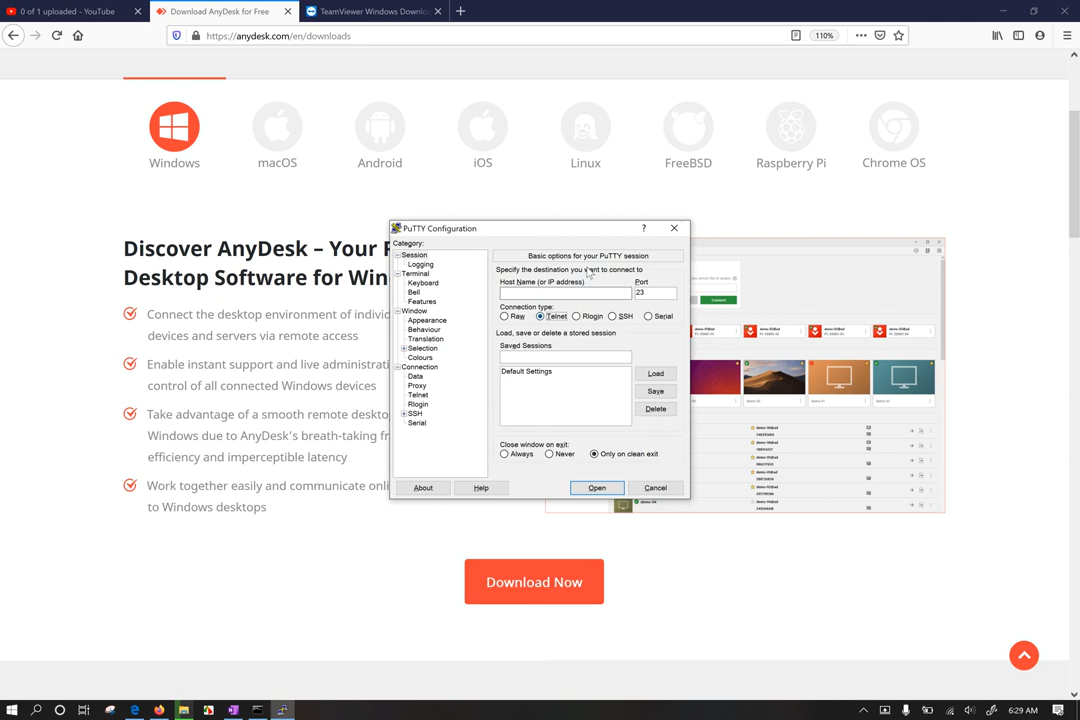 0 of 1 uploaded - YouTube
Download AnyDesk for Free
TeamViewer Windows Downlo
https://anydesk.com/en/downloads
110%
Windows
macOS
Android
iOS
Linux
FreeBSD
Raspberry Pi
Chrome OS
Discover AnyDesk – Your
Desktop Software for Win
Connect the desktop environment of indivi
devices and servers via remote access
Enable instant support and live administrati
control of all connected Windows devices
Take advantage of a smooth remote deskto
Windows due to AnyDesk's breath-taking fr
efficiency and imperceptible latency
Work together easily and communicate onli
to Windows desktops
PuTTY Configuration
?
Category:
Session
Logging
Terminal
Keyboard
Bell
Features
Window
Appearance
Behaviour
Translation
Selection
Colours
Connection
Data
Proxy
Telnet
Rlogin
SSH
Serial
Basic options for your PuTTY session
Specify the destination you want to connect to
Host Name (or IP address)
Port
23
Connection type:
Raw
Telnet
Rlogin
SSH
Serial
Load, save or delete a stored session
Saved Sessions
Default Settings
Load
Save
Delete
Close window on exit:
Always
Never
Only on clean exit
About
Help
Open
Cancel
Connect
Download Now
6:29 AM